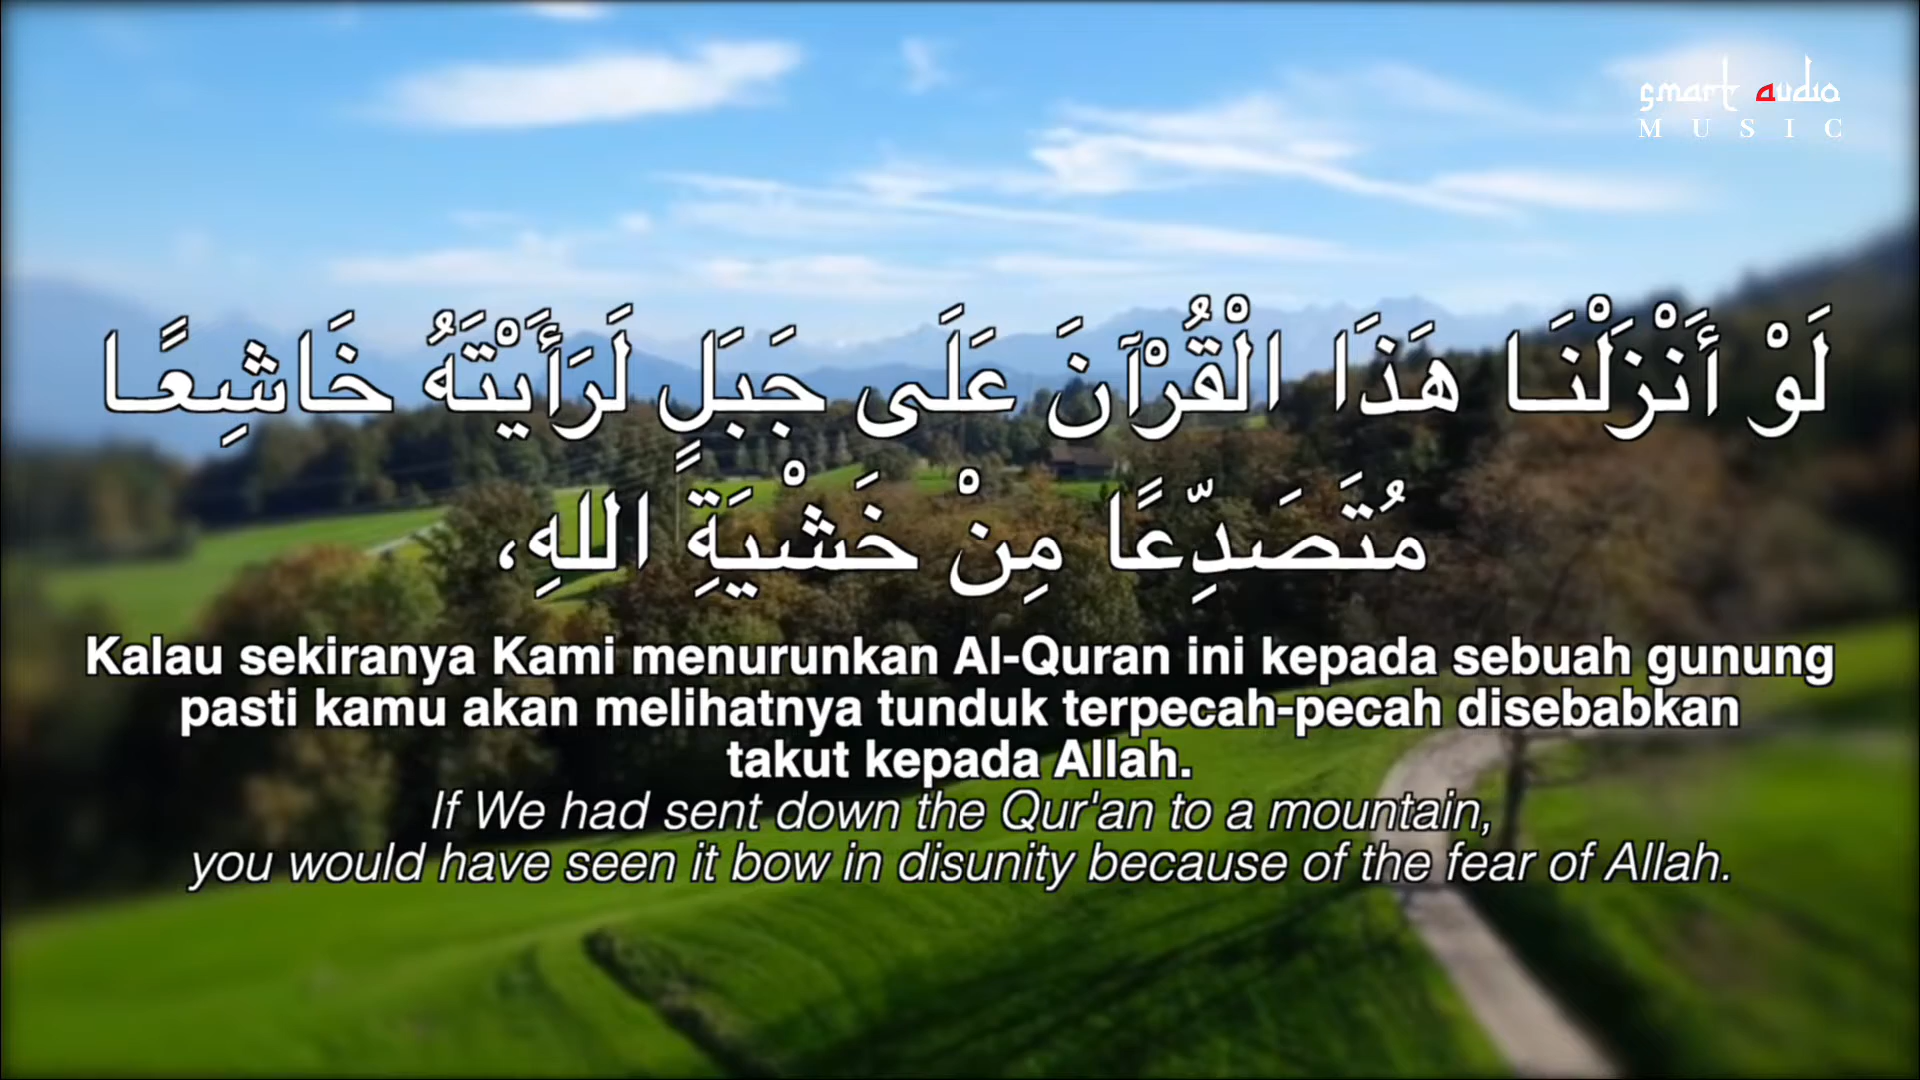 smart audio
MUSIC
لَوْ أَنْزَلْنَا هَذَا الْقُرْآنَ عَلَى جَبَلٍ لَرَأَيْتَهُ خَاشِعًا
مُتَصَدِّعًا مِنْ خَشْيَةِ اللهِ،
Kalau sekiranya Kami menurunkan Al-Quran ini kepada sebuah gunung
pasti kamu akan melihatnya tunduk terpecah-pecah disebabkan
takut kepada Allah.
If We had sent down the Qur'an to a mountain,
you would have seen it bow in disunity because of the fear of Allah.